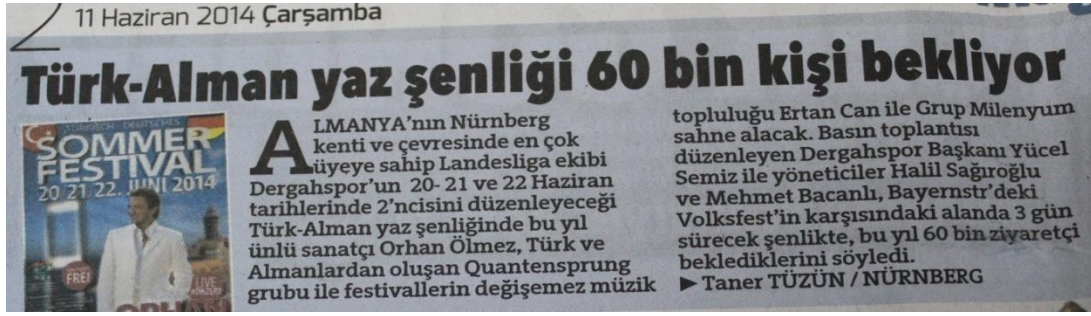 2
11 Haziran 2014 Çarşamba
Türk-Alman yaz şenliği 60 bin kişi bekliyor
TÜRKISCH - DEUTSCHES
SOMMER
FESTIVAL
20. 21. 22. JUNI 2014
FREI
LIVE
ORHAN
ALMANYA'nın Nürnberg
kenti ve çevresinde en çok
üyeye sahip Landesliga ekibi
Dergahspor'un 20- 21 ve 22 Haziran
tarihlerinde 2'ncisini düzenleyeceği
Türk-Alman yaz şenliğinde bu yıl
ünlü sanatçı Orhan Ölmez, Türk ve
Almanlardan oluşan Quantensprung
grubu ile festivallerin değişemez müzik
topluluğu Ertan Can ile Grup Milenyum
sahne alacak. Basın toplantısı
düzenleyen Dergahspor Başkanı Yücel
Semiz ile yöneticiler Halil Sağıroğlu
ve Mehmet Bacanlı, Bayernstr'deki
Volksfest'in karşısındaki alanda 3 gün
sürecek şenlikte, bu yıl 60 bin ziyaretçi
beklediklerini söyledi.
▶ Taner TÜZÜN / NÜRNBERG